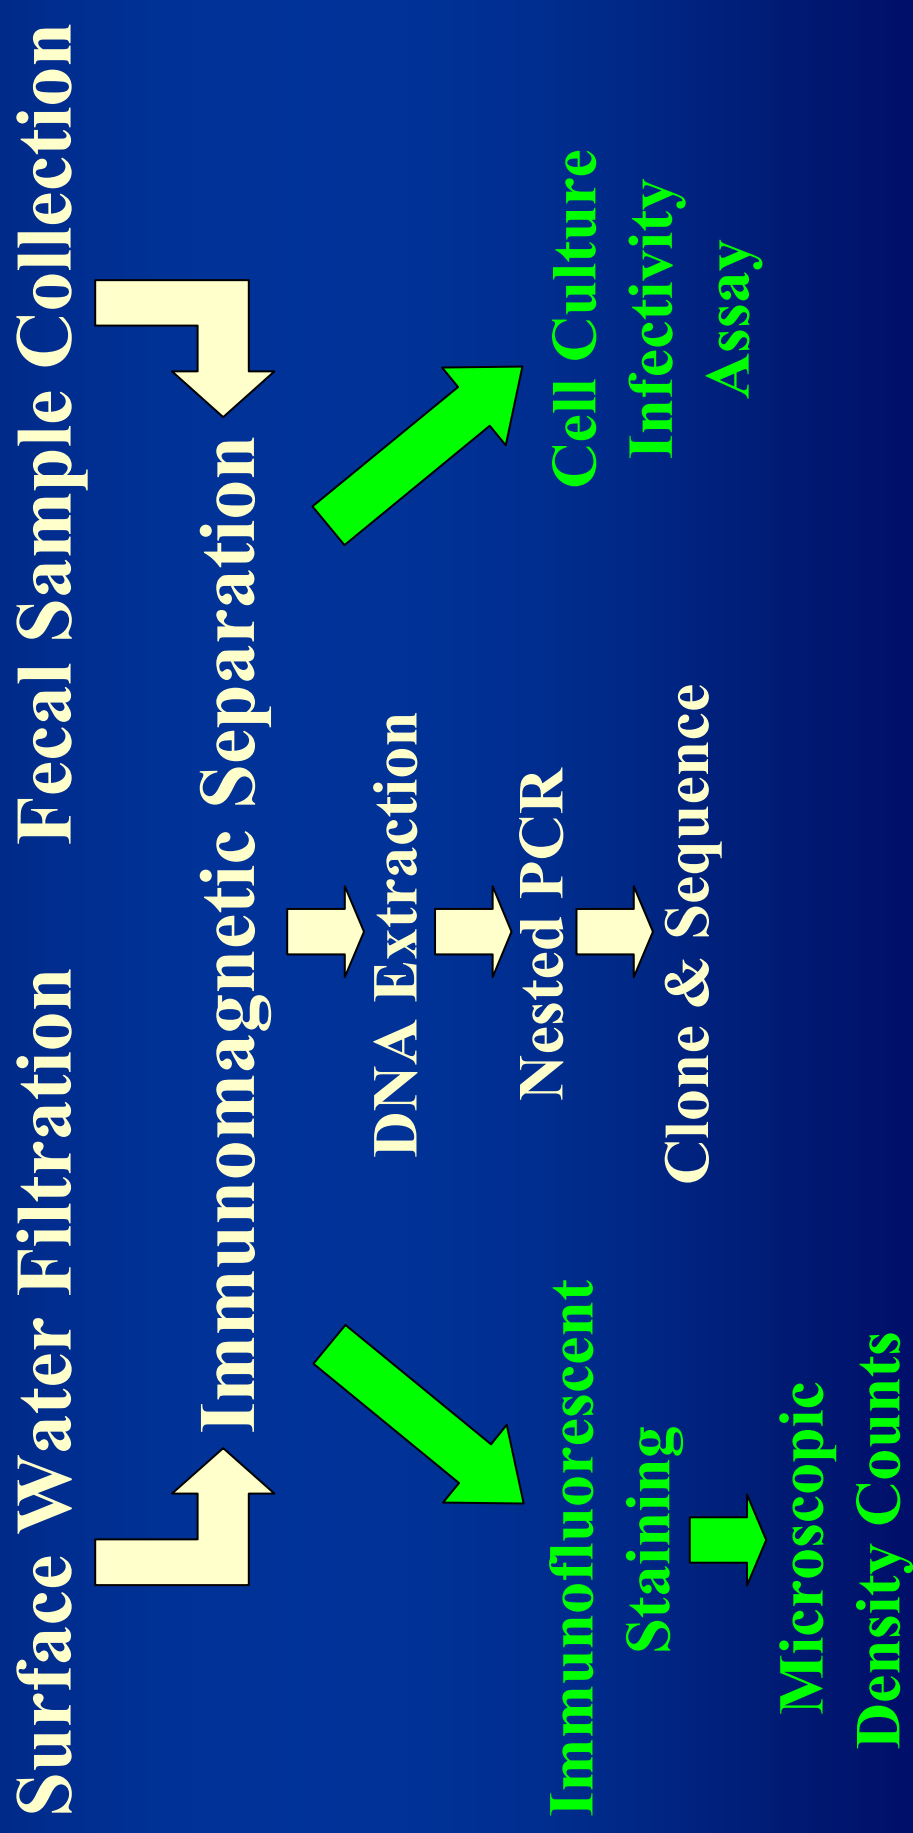 Surface Water Filtration
Fecal Sample Collection
Immunomagnetic Separation
DNA Extraction
Nested PCR
Clone & Sequence
Immunofluorescent
Staining
Microscopic
Density Counts
Cell Culture
Infectivity
Assay